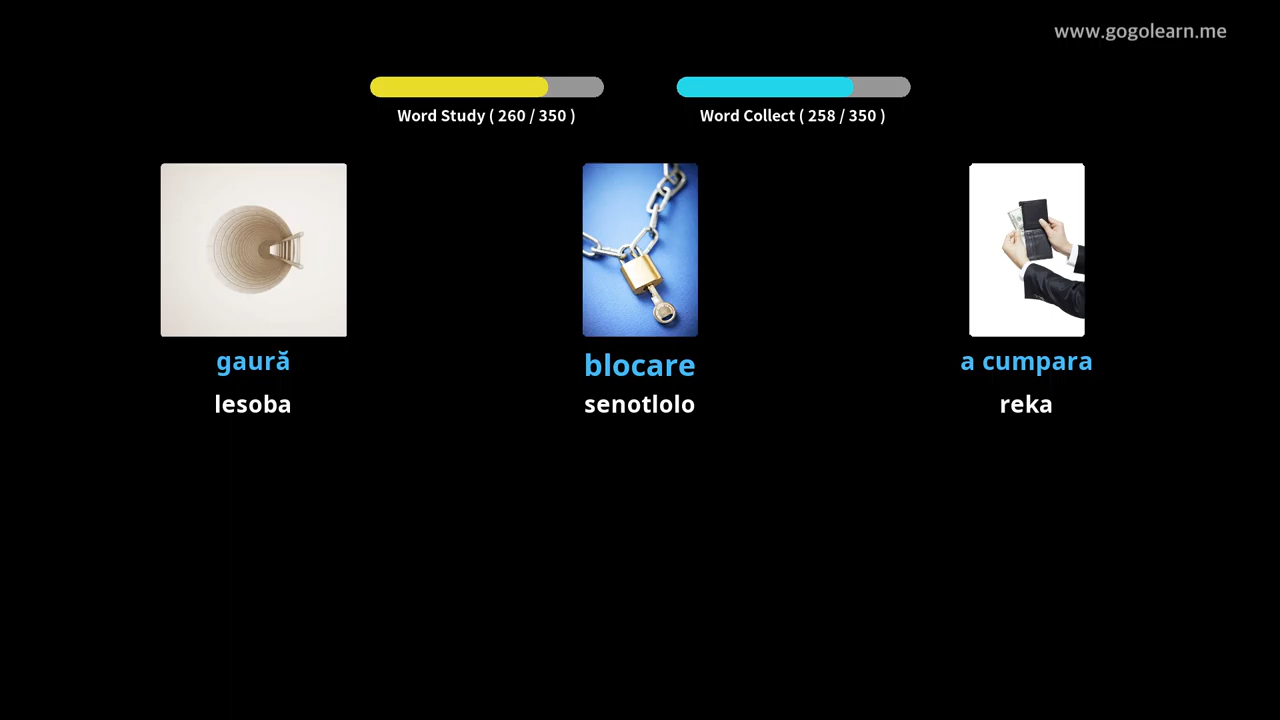 www.gogolearn.me
Word Study ( 260 / 350 )
Word Collect ( 258 / 350 )
gaură
blocare
a cumpara
lesoba
senotlolo
reka